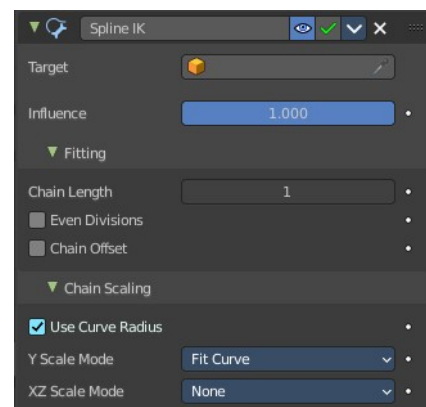 Spline IK
Target
Influence 1.000
Fitting
Chain Length 1
Even Divisions
Chain Offset
Chain Scaling
Use Curve Radius
Y Scale Mode Fit Curve
XZ Scale Mode None